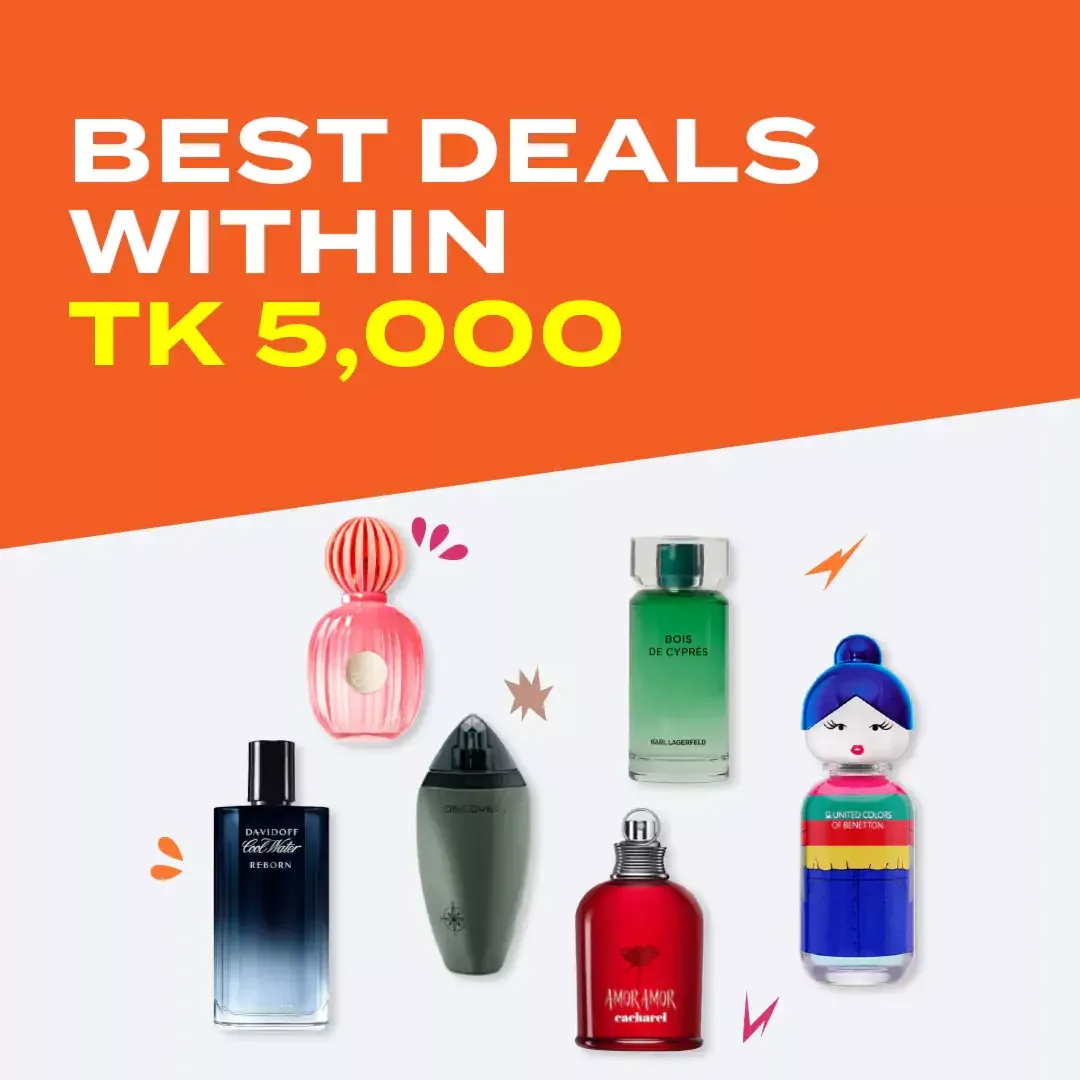 BEST DEALS
WITHIN
TK 5,000
BOIS
DE CYPRÈS
KARL LAGERFELD
UNITED COLORS
OF BENETTON.
DISCOVERY
DAVIDOFF
Cool Water
REBORN
AMOR AMOR
cacharel